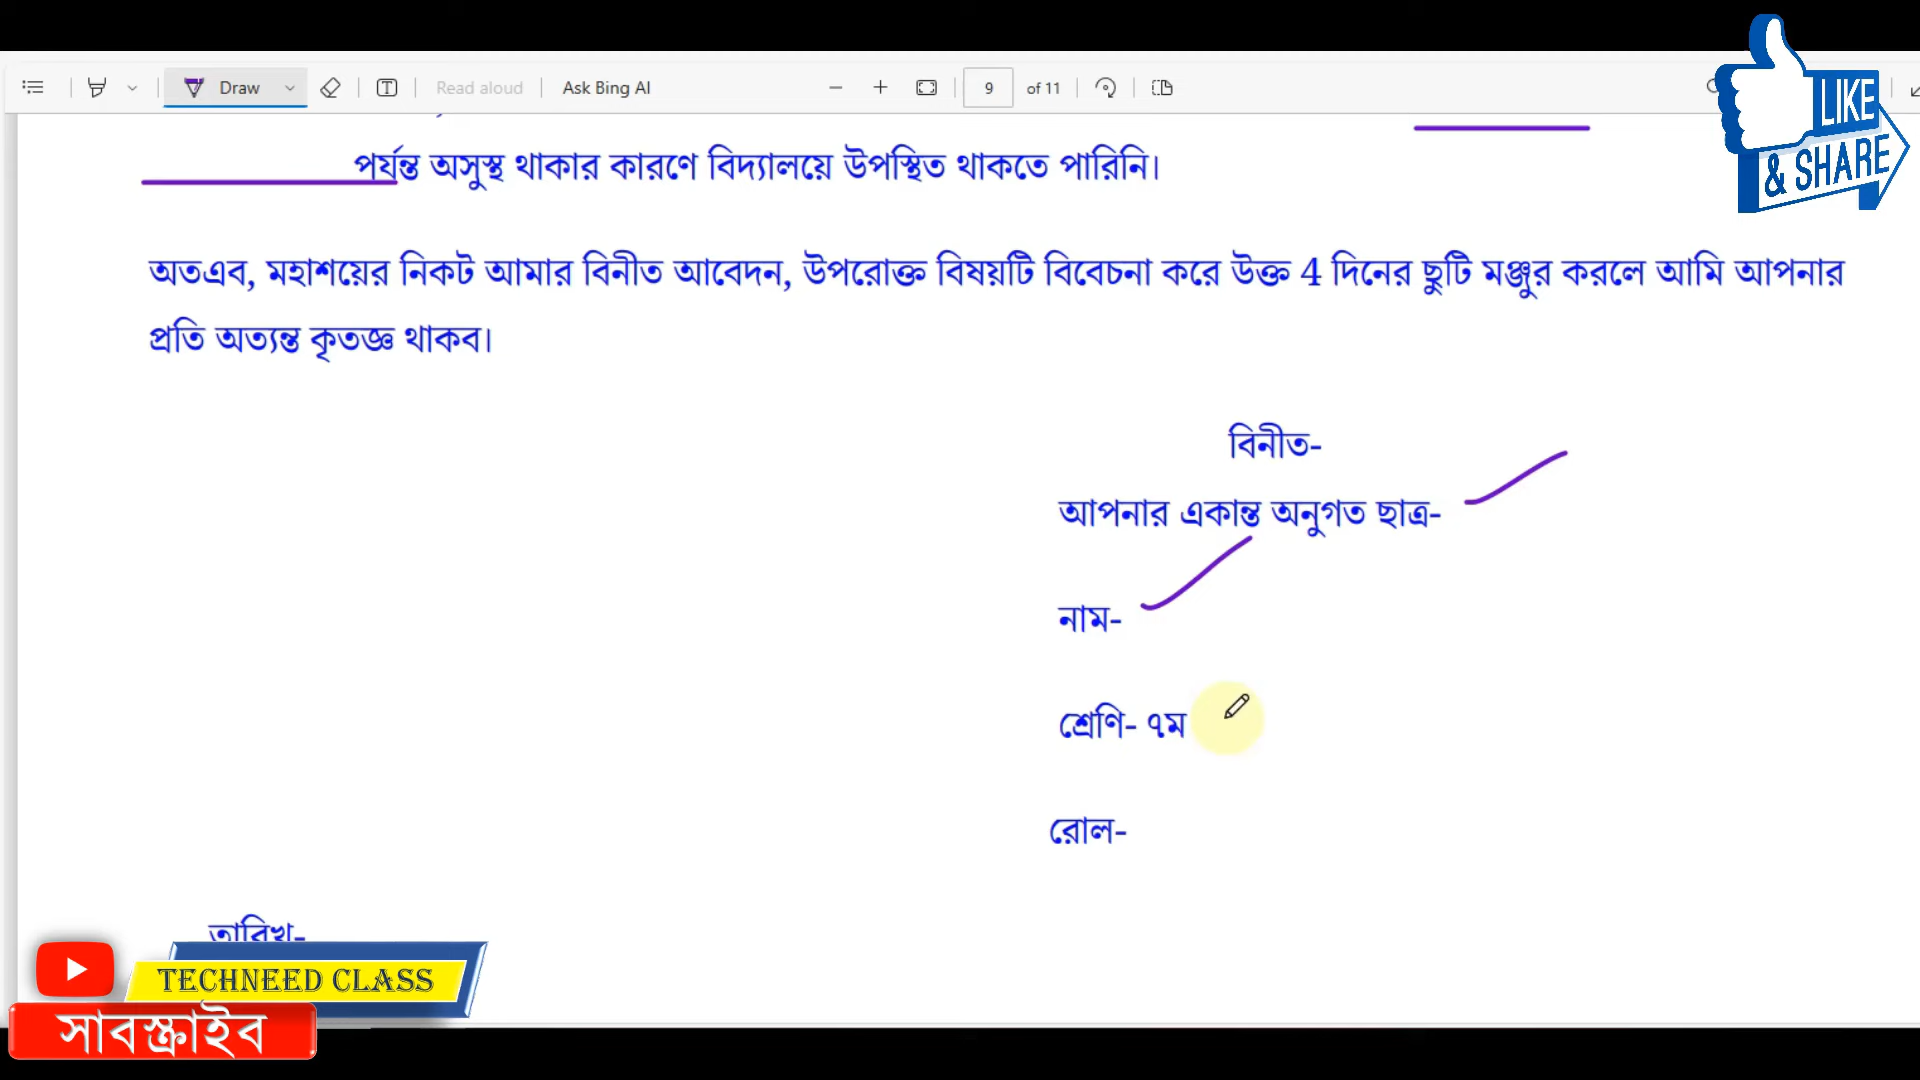 LIKE
& SHARE
Draw
Read aloud
Ask Bing AI
9 of 11
পর্যন্ত অসুস্থ থাকার কারণে বিদ্যালয়ে উপস্থিত থাকতে পারিনি।
অতএব, মহাশয়ের নিকট আমার বিনীত আবেদন, উপরোক্ত বিষয়টি বিবেচনা করে উক্ত 4 দিনের ছুটি মঞ্জুর করলে আমি আপনার
প্রতি অত্যন্ত কৃতজ্ঞ থাকব।
বিনীত-
আপনার একান্ত অনুগত ছাত্র-
নাম-
শ্রেণি- ৭ম
রোল-
তারিখ-
TECHNEED CLASS
সাবস্ক্রাইব